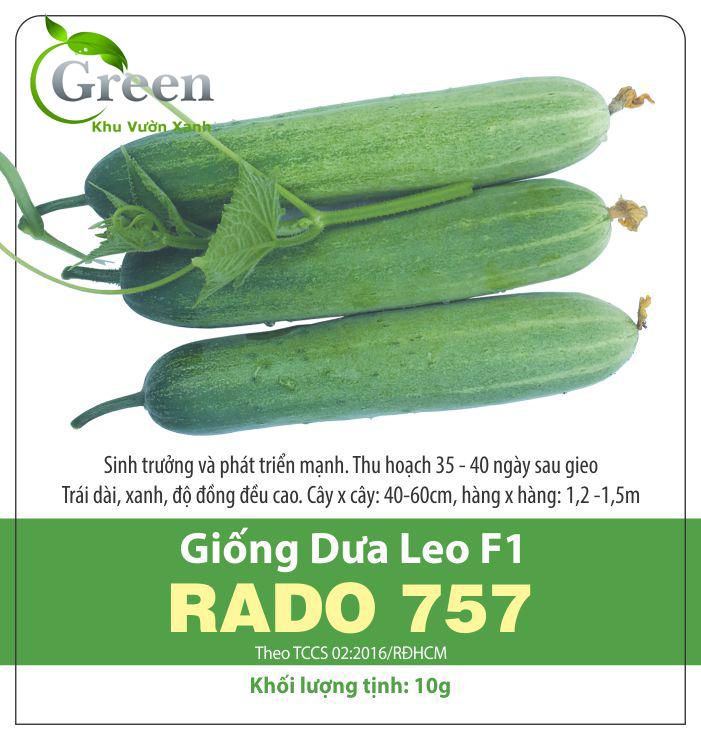 Green
Khu Vườn Xanh
Sinh trưởng và phát triển mạnh. Thu hoạch 35 - 40 ngày sau gieo
Trái dài, xanh, độ đồng đều cao. Cây x cây: 40-60cm, hàng x hàng: 1,2 -1,5m
Giống Dưa Leo F1
RADO 757
Theo TCCS 02:2016/RĐHCM
Khối lượng tịnh: 10g